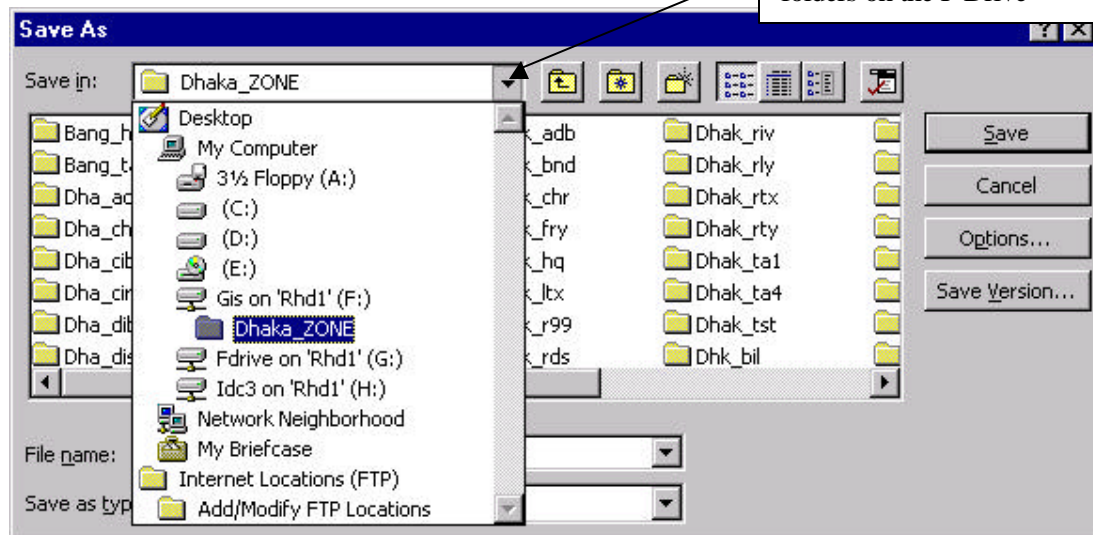 folders on the F Drive
Save As
Save in:
Dhaka_ZONE
Desktop
My Computer
3½ Floppy (A:)
(C:)
(D:)
(E:)
Gis on 'Rhd1' (F:)
Dhaka_ZONE
Fdrive on 'Rhd1' (G:)
Idc3 on 'Rhd1' (H:)
Network Neighborhood
My Briefcase
Internet Locations (FTP)
Add/Modify FTP Locations
Bang_h
Bang_t
Dha_ad
Dha_ch
Dha_cib
Dha_cir
Dha_dib
Dha_dis
k_adb
k_bnd
k_chr
k_fry
k_hq
k_ltx
k_r99
k_rds
Dhak_riv
Dhak_rly
Dhak_rtx
Dhak_rty
Dhak_ta1
Dhak_ta4
Dhak_tst
Dhk_bil
Save
Cancel
Options...
Save Version...
File name:
Save as typ